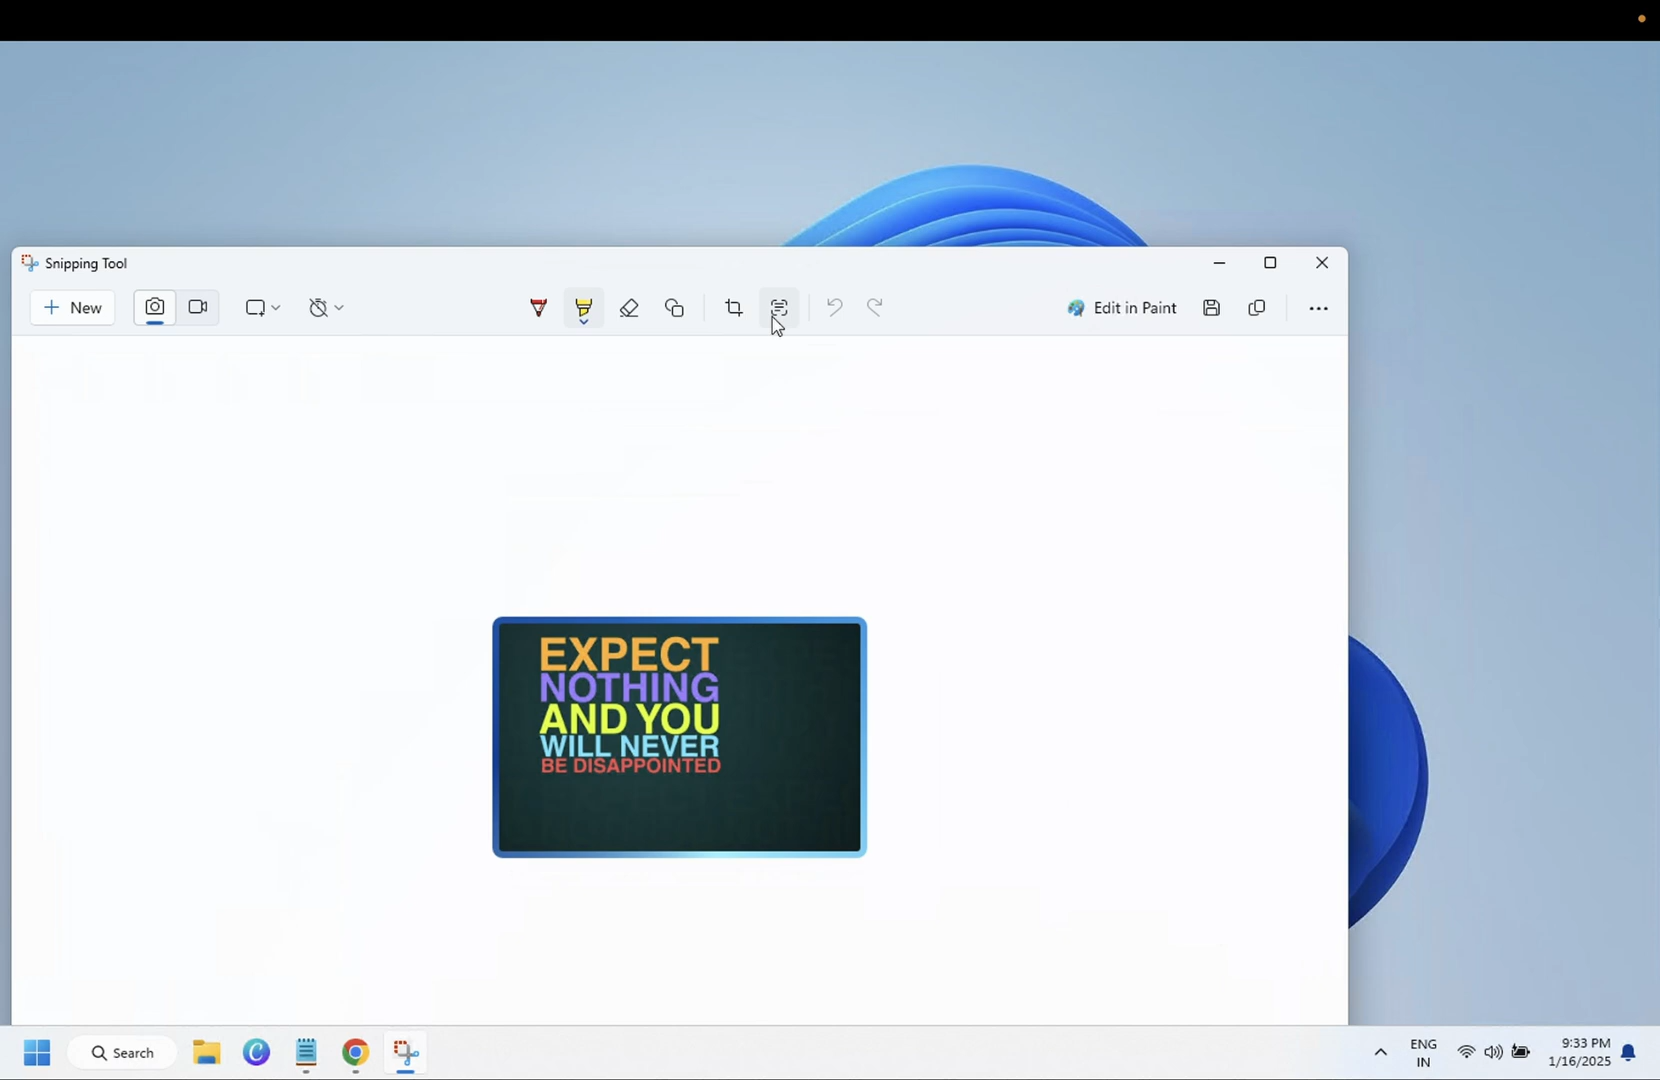 Snipping Tool
New
Edit in Paint
EXPECT
NOTHING
AND YOU
WILL NEVER
BE DISAPPOINTED
Search
ENG
IN
9:33 PM
1/16/2025